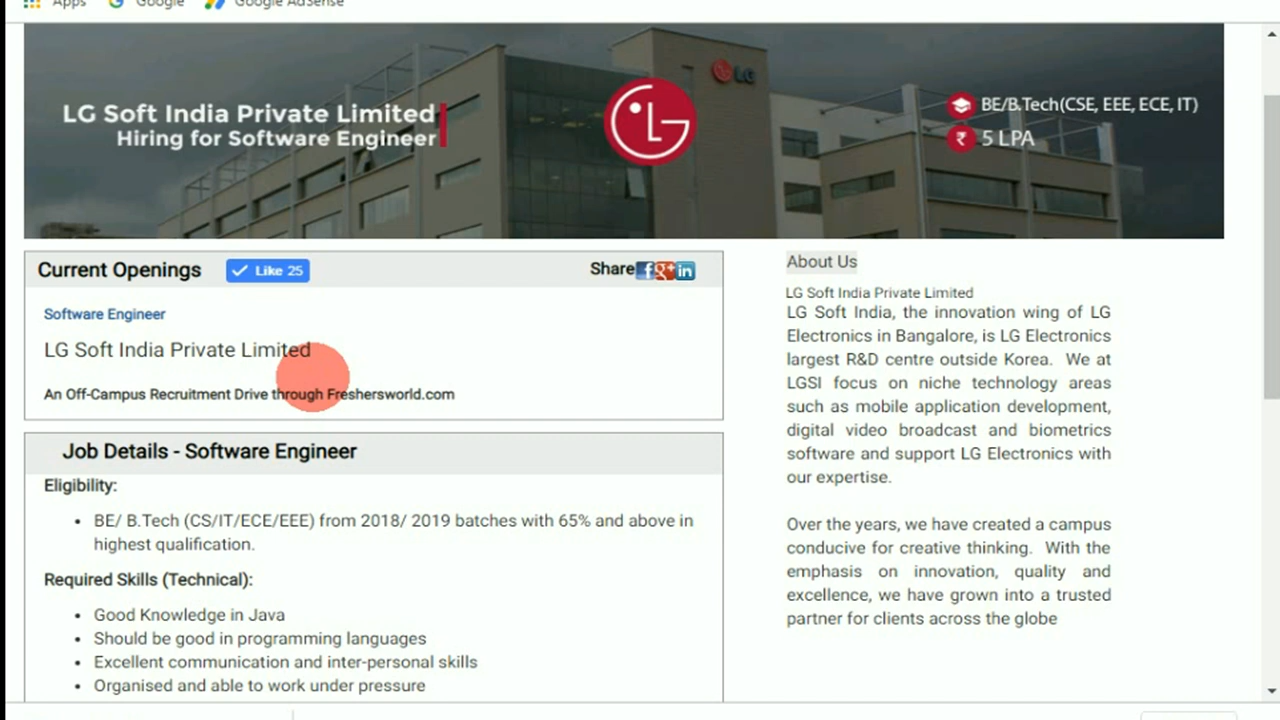 Apps Google Google AdSense
LG Soft India Private Limited
Hiring for Software Engineer
LG
BE/B.Tech(CSE, EEE, ECE, IT)
₹ 5 LPA
Current Openings
Like 25
Share
Software Engineer
LG Soft India Private Limited
An Off-Campus Recruitment Drive through Freshersworld.com
Job Details - Software Engineer
Eligibility:
• BE/ B.Tech (CS/IT/ECE/EEE) from 2018/ 2019 batches with 65% and above in
highest qualification.
Required Skills (Technical):
• Good Knowledge in Java
• Should be good in programming languages
• Excellent communication and inter-personal skills
• Organised and able to work under pressure
About Us
LG Soft India Private Limited
LG Soft India, the innovation wing of LG
Electronics in Bangalore, is LG Electronics
largest R&D centre outside Korea. We at
LGSI focus on niche technology areas
such as mobile application development,
digital video broadcast and biometrics
software and support LG Electronics with
our expertise.
Over the years, we have created a campus
conducive for creative thinking. With the
emphasis on innovation, quality and
excellence, we have grown into a trusted
partner for clients across the globe